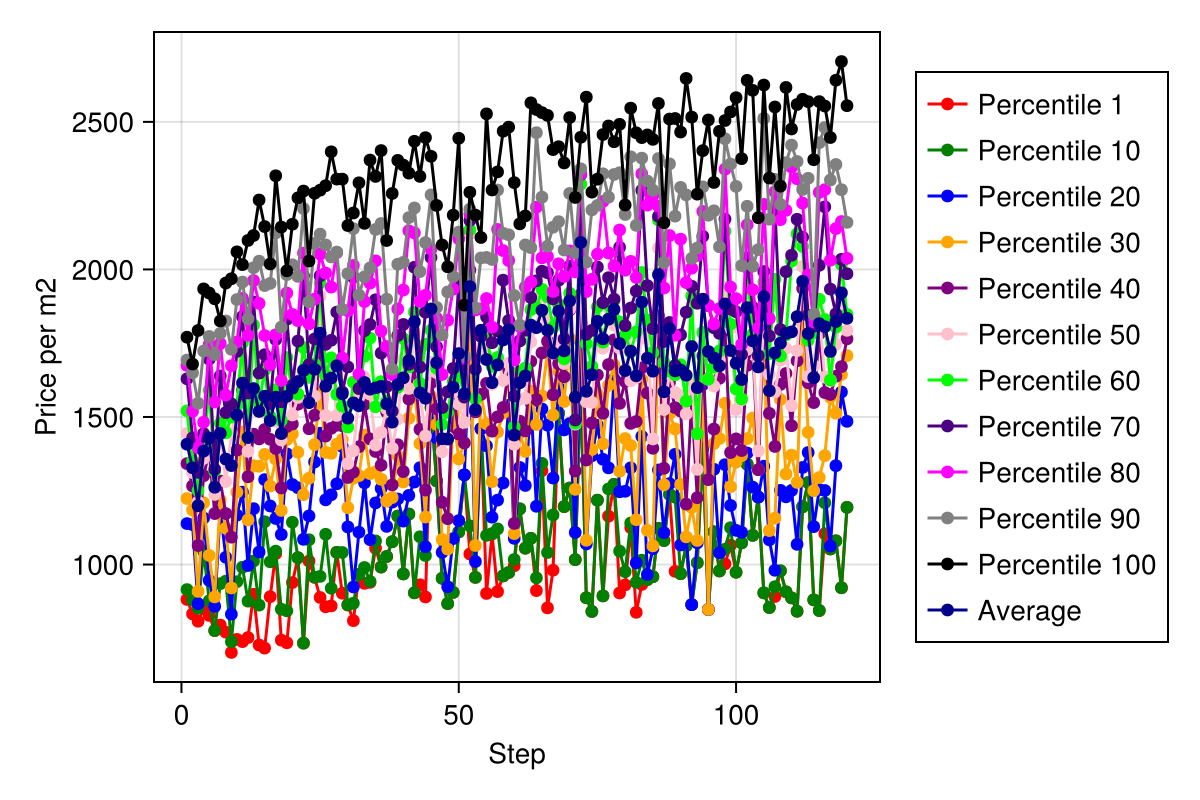 2500
2000
1500
1000
0
50
100
Price per m2
Step
Percentile 1
Percentile 10
Percentile 20
Percentile 30
Percentile 40
Percentile 50
Percentile 60
Percentile 70
Percentile 80
Percentile 90
Percentile 100
Average